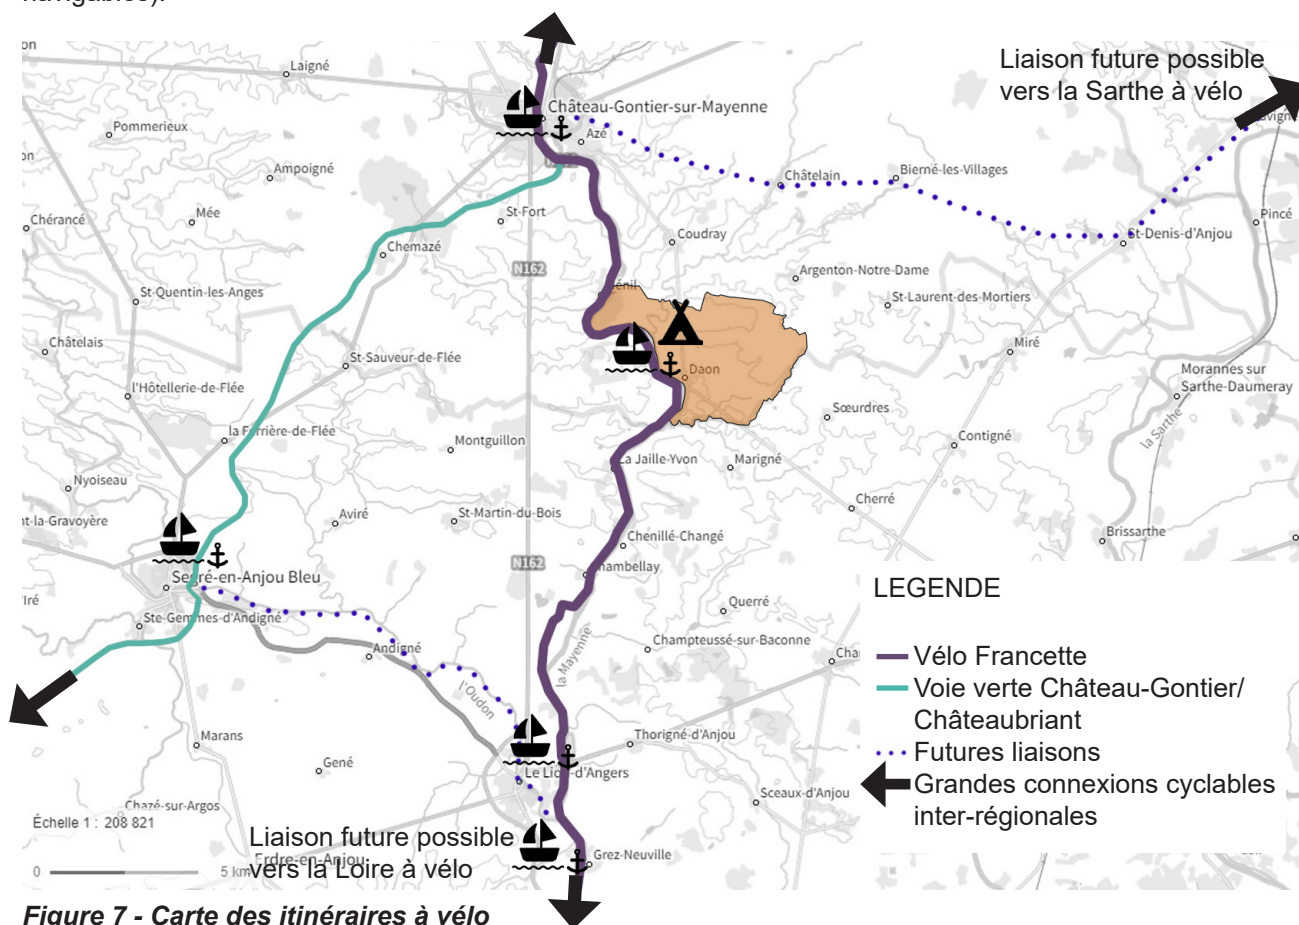 navigables).
Liaison future possible
vers la Sarthe à vélo
Laigné
Château-Gontier-sur-Mayenne
Pommerieux
Azé
Ampoigné
Châtelain
Bierné-les-Villages
Chérancé
Mée
St-Fort
Coudray
Pincé
St-Denis-d'Anjou
Chemazé
N162
Argenton-Notre-Dame
St-Quentin-les-Anges
St-Laurent-des-Mortiers
Châtelais
St-Sauveur-de-Flée
Miré
Daon
Morannes sur
Sarthe-Daumeray
l'Hôtellerie-de-Flée
Sœurdres
la Sarthe
la Ferrière-de-Flée
Montguillon
Contigné
La Jaille-Yvon
Marigné
Nyoiseau
Cherré
Aviré
St-Martin-du-Bois
Brissarthe
Chenillé-Changé
N162
Chambellay
Segré-en-Anjou Bleu
LEGENDE
Querré
Ste-Gemmes-d'Andigné
Champteussé-sur-Baconne
Andigné
la Mayenne
l'Oudon
Vélo Francette
Voie verte Château-Gontier/
Châteaubriant
Futures liaisons
Grandes connexions cyclables
inter-régionales
Marans
Thorigné-d'Anjou
Gené
Le Lion-d'Angers
Sceaux-d'Anjou
Chazé-sur-Argos
Échelle 1 : 208 821
Liaison future possible
vers la Loire à vélo
Erdre-en-Anjou
Grez-Neuville
0 5 km
Figure 7 - Carte des itinéraires à vélo